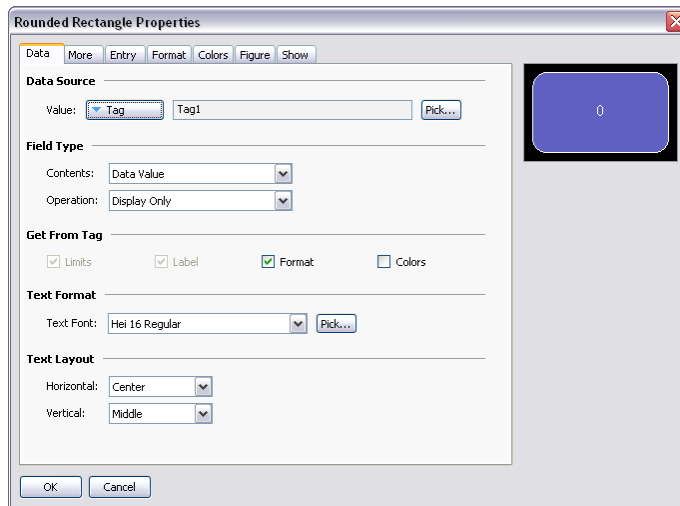 Rounded Rectangle Properties
Data More Entry Format Colors Figure Show
Data Source
Value: Tag Tag1 Pick...
0
Field Type
Contents: Data Value
Operation: Display Only
Get From Tag
Limits Label Format Colors
Text Format
Text Font: Hei 16 Regular Pick...
Text Layout
Horizontal: Center
Vertical: Middle
OK Cancel